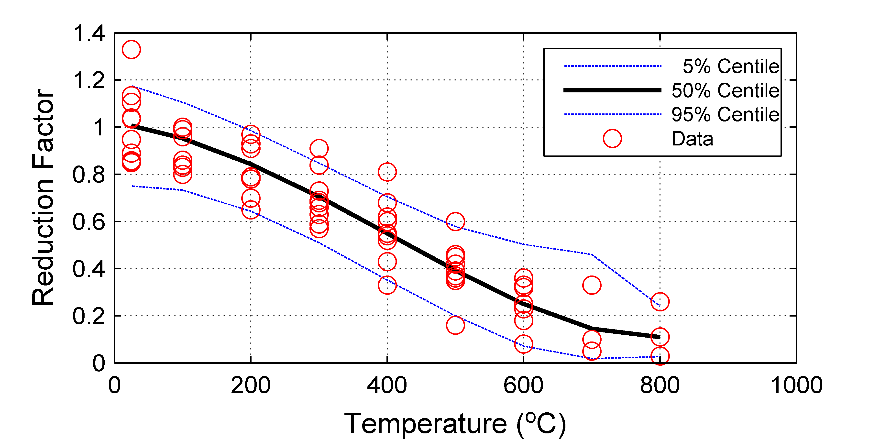 1.4
1.2
1
0.8
0.6
0.4
0.2
0
0 200 400 600 800 1000
Reduction Factor
Temperature (°C)
5% Centile
50% Centile
95% Centile
Data